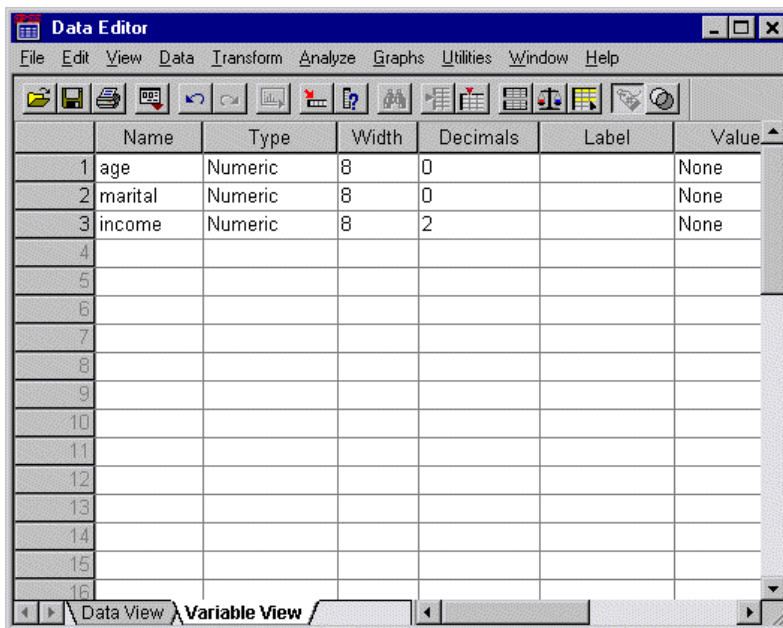 Data Editor
File Edit View Data Transform Analyze Graphs Utilities Window Help
Name Type Width Decimals Label Value
1 age Numeric 8 0 None
2 marital Numeric 8 0 None
3 income Numeric 8 2 None
4
5
6
7
8
9
10
11
12
13
14
15
16
Data View Variable View